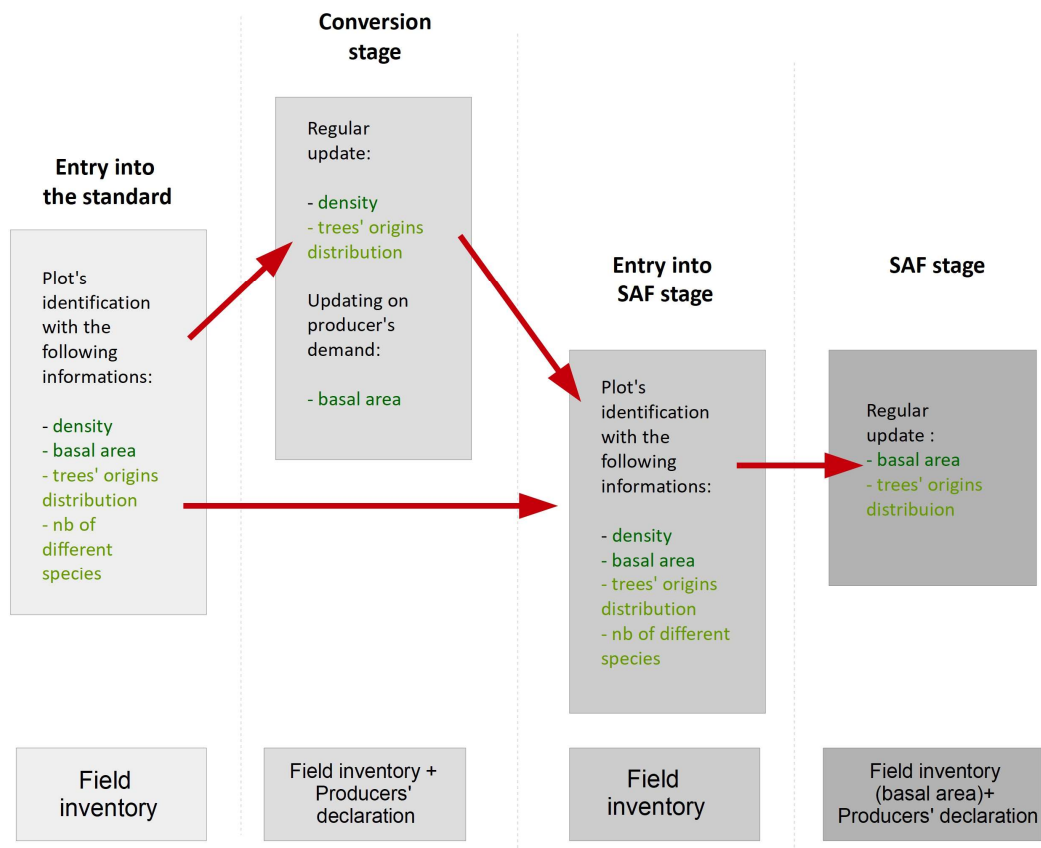 Entry into
the standard
Plot's
identification
with the
following
informations:
- density
- basal area
- trees' origins
distribution
- nb of
different
species
Field
inventory
Conversion
stage
Regular
update:
- density
- trees' origins
distribution
Updating on
producer's
demand:
- basal area
Field inventory +
Producers'
declaration
Entry into
SAF stage
Plot's
identification
with the
following
informations:
- density
- basal area
- trees' origins
distribution
- nb of different
species
Field
inventory
SAF stage
Regular
update :
- basal area
- trees' origins
distribuion
Field inventory
(basal area)+
Producers' declaration